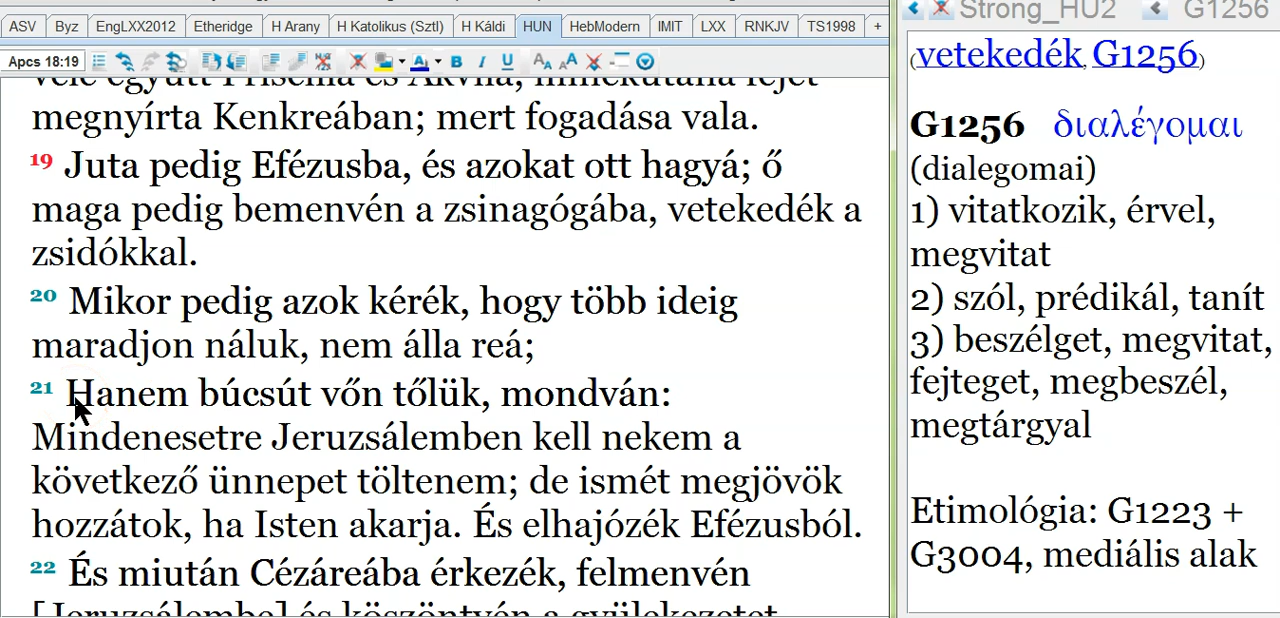 ASV Byz EngLXX2012 Etheridge H Arany H Katolikus (Sztl) H Káldi HUN HebModern IMIT LXX RNKJV TS1998 +
Apcs 18:19
megnyírta Kenkreában; mert fogadása vala.
19 Juta pedig Efézusba, és azokat ott hagyá; ő
maga pedig bemenvén a zsinagógába, vetekedék a
zsidókkal.
20 Mikor pedig azok kérék, hogy több ideig
maradjon náluk, nem álla reá;
21 Hanem búcsút vőn tőlük, mondván:
Mindenesetre Jeruzsálemben kell nekem a
következő ünnepet töltenem; de ismét megjövök
hozzátok, ha Isten akarja. És elhajózék Efézusból.
22 És miután Cézáreába érkezék, felmenvén
[Jeruzsálembe] és köszöntvén a gyülekezetet
Strong_HU2 G1256
(vetekedék, G1256)
G1256 διαλέγομαι
(dialegomai)
1) vitatkozik, érvel,
megvitat
2) szól, prédikál, tanít
3) beszélget, megvitat,
fejteget, megbeszél,
megtárgyal
Etimológia: G1223 +
G3004, mediális alak